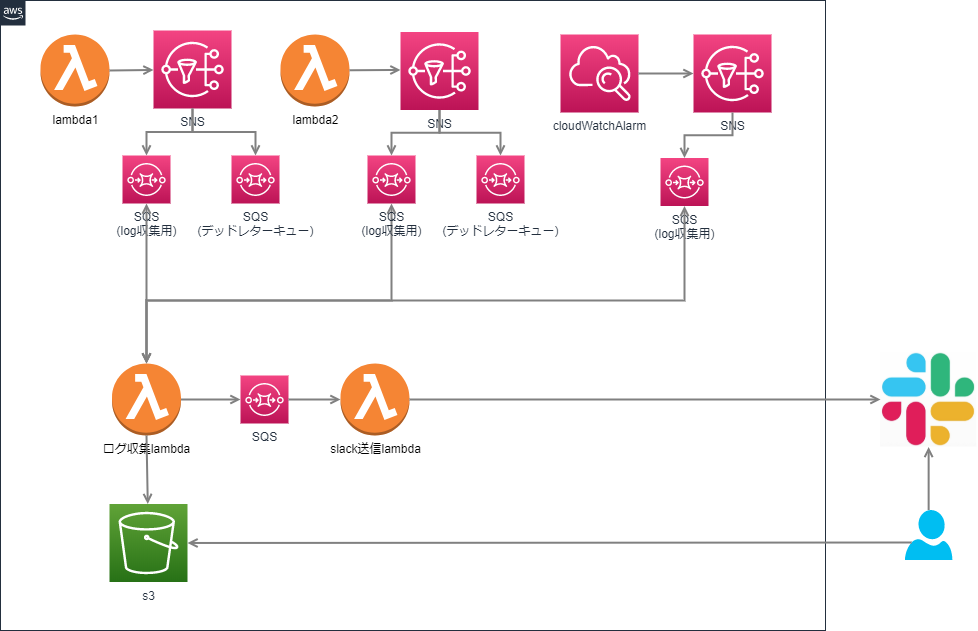 aws
lambda1
SNS
lambda2
SNS
cloudWatchAlarm
SNS
SQS
(log収集用)
SQS
(デッドレターキュー)
SQS
(log収集用)
SQS
(デッドレターキュー)
SQS
(log収集用)
ログ収集lambda
SQS
slack送信lambda
s3